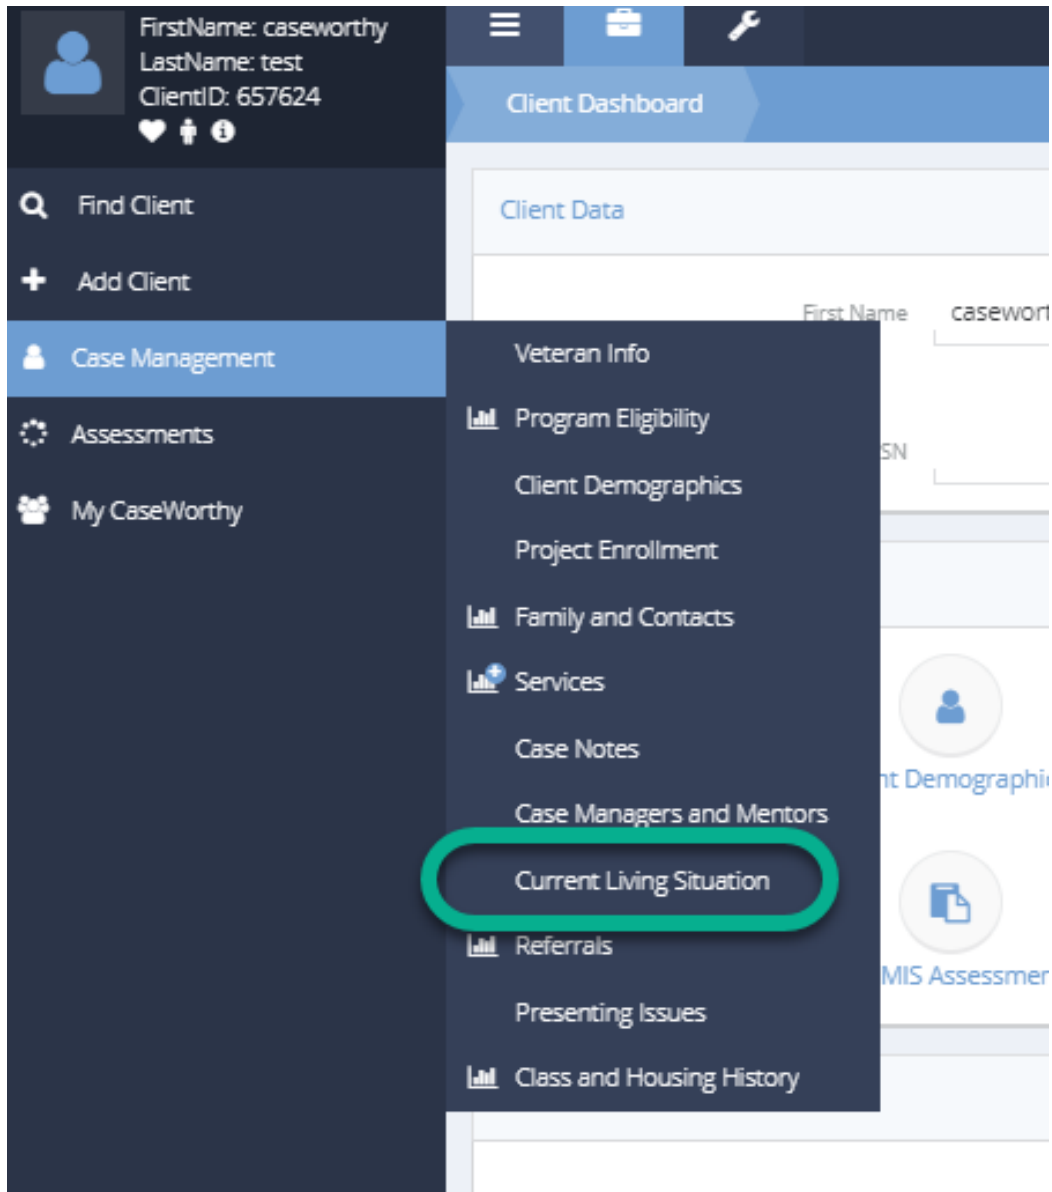 FirstName: caseworthy
LastName: test
ClientID: 657624
Client Dashboard
Find Client
Add Client
Case Management
Assessments
My CaseWorthy
Client Data
First Name
Veteran Info
Program Eligibility
Client Demographics
Project Enrollment
Family and Contacts
Services
Case Notes
Case Managers and Mentors
Current Living Situation
Referrals
Presenting Issues
Class and Housing History